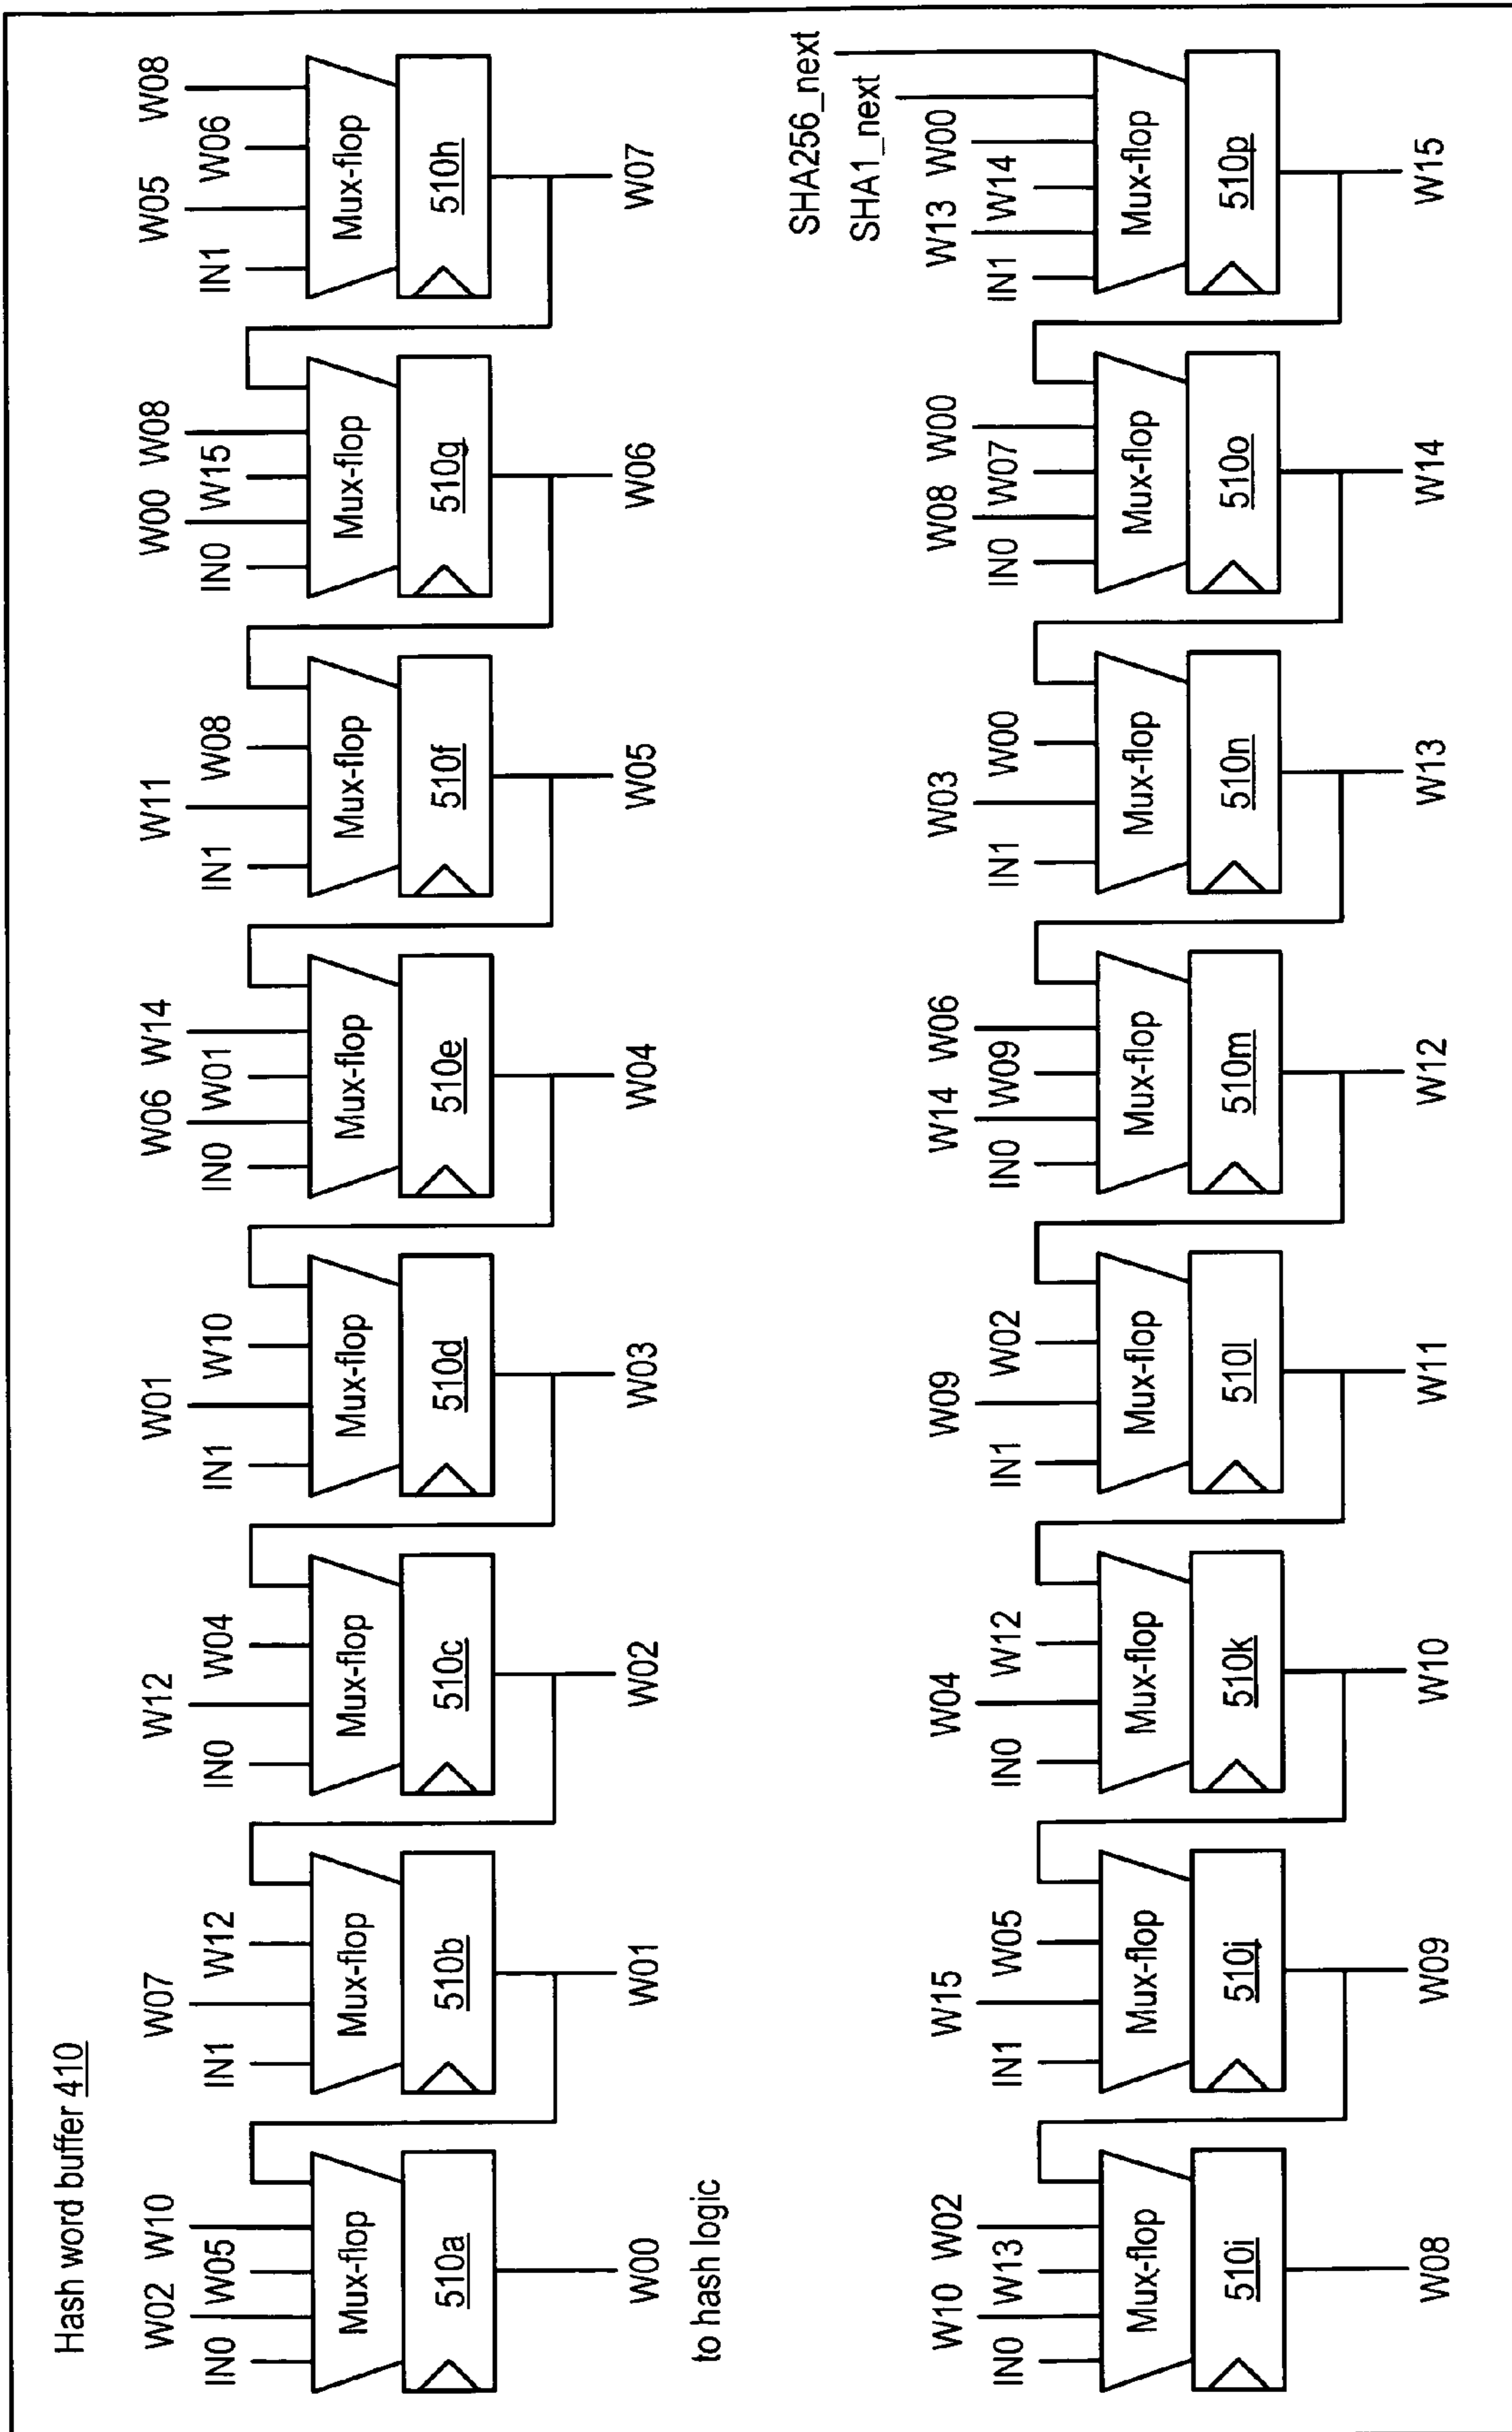 Hash word buffer 410
W02 W10
IN0 W05
Mux-flop
510a
W00
to hash logic
W07
IN1 W12
Mux-flop
510b
W01
W12
IN0 W04
Mux-flop
510c
W02
W01
IN1 W10
Mux-flop
510d
W03
W06 W14
IN0 W01
Mux-flop
510e
W04
W11
IN1 W08
Mux-flop
510f
W05
W00 W08
IN0 W15
Mux-flop
510g
W06
W05 W08
IN1 W06
Mux-flop
510h
W07
W10 W02
IN0 W13
Mux-flop
510i
W08
W15
IN1 W05
Mux-flop
510j
W09
W04
IN0 W12
Mux-flop
510k
W10
W09
IN1 W02
Mux-flop
510l
W11
W14 W06
IN0 W09
Mux-flop
510m
W12
W03
IN1 W00
Mux-flop
510n
W13
W08 W00
IN0 W07
Mux-flop
510o
W14
SHA256_next
SHA1_next
W13 W00
IN1 W14
Mux-flop
510p
W15